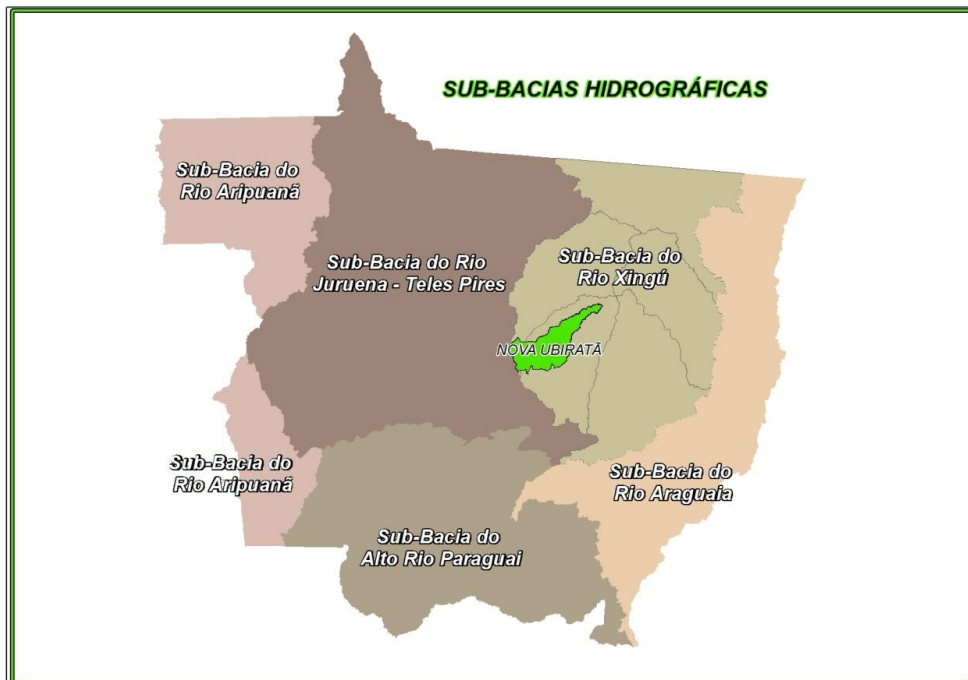 SUB-BACIAS HIDROGRÁFICAS
Sub-Bacia do
Rio Aripuanã
Sub-Bacia do Rio
Juruena - Teles Pires
Sub-Bacia do
Rio Xingú
NOVA UBIRATÃ
Sub-Bacia do
Rio Aripuanã
Sub-Bacia do
Rio Araguaia
Sub-Bacia do
Alto Rio Paraguai